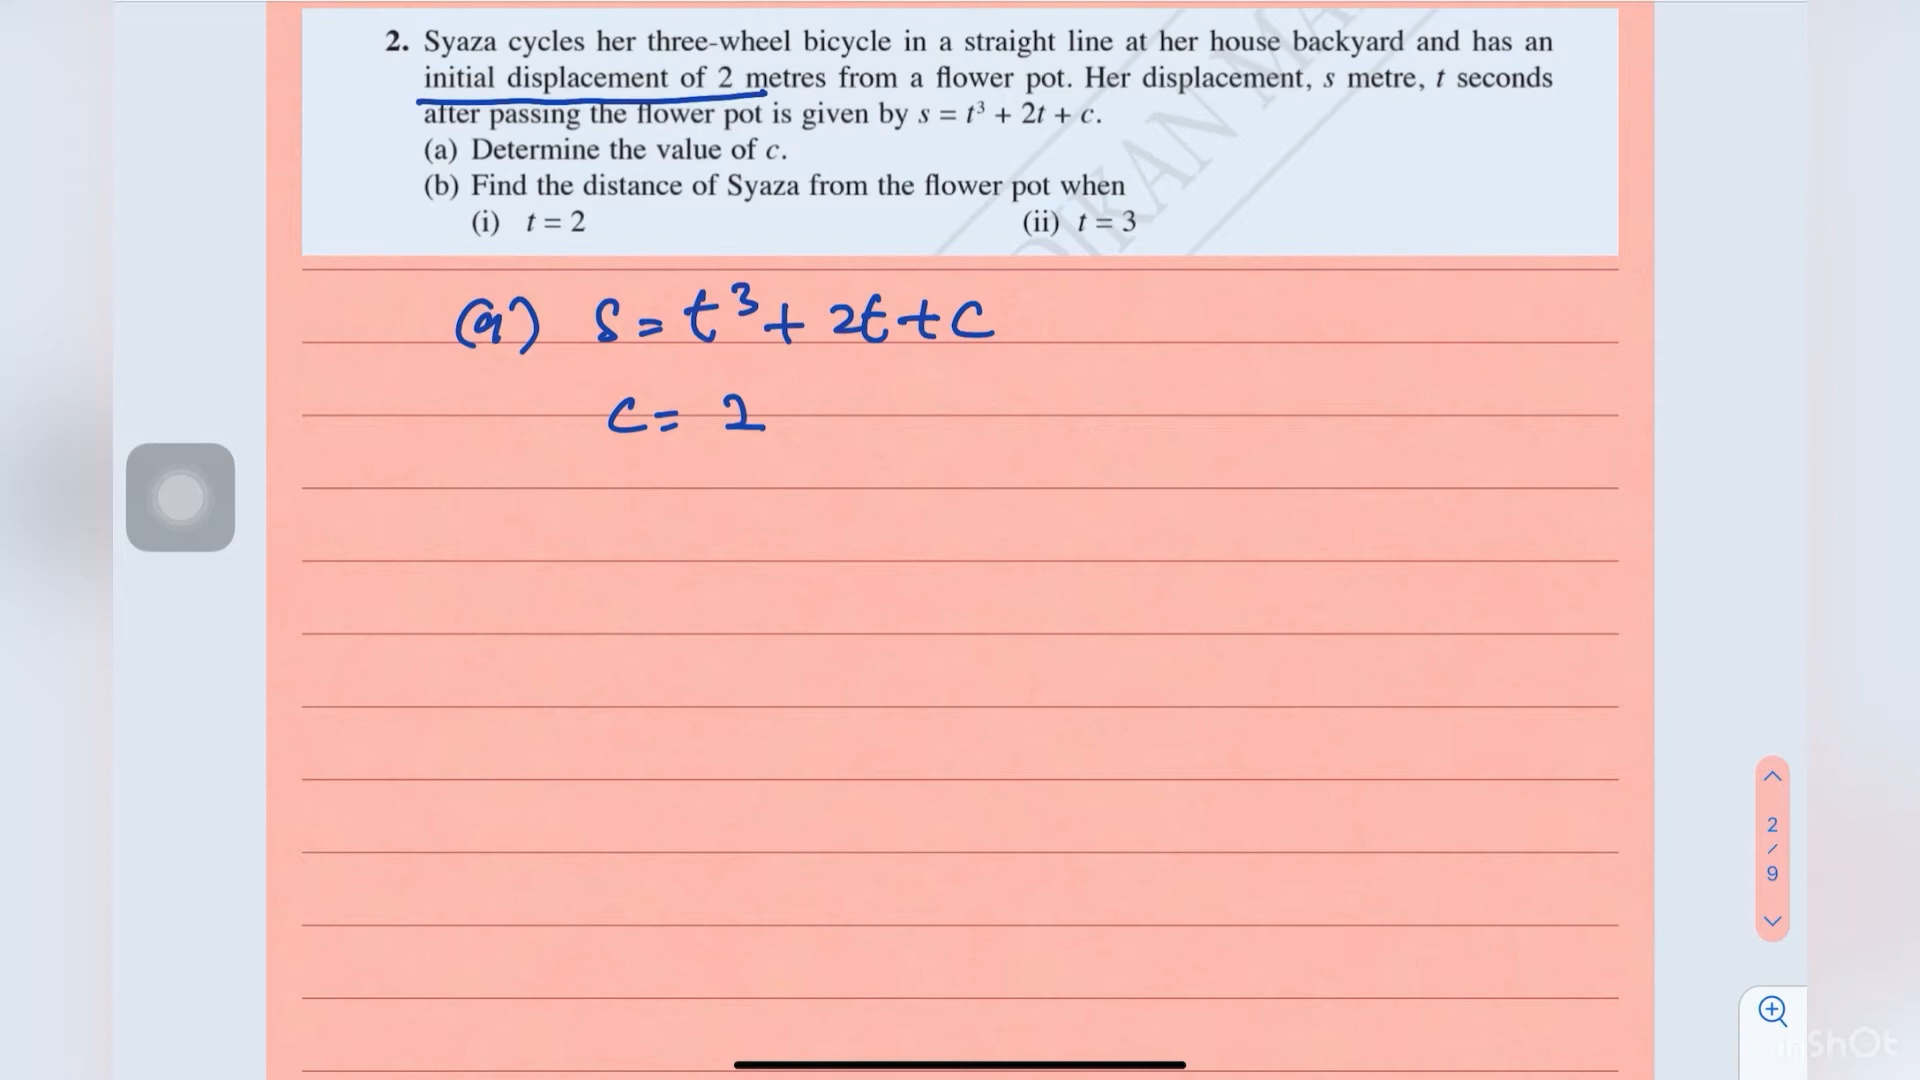 2. Syaza cycles her three-wheel bicycle in a straight line at her house backyard and has an
initial displacement of 2 metres from a flower pot. Her displacement, s metre, t seconds
after passing the flower pot is given by s = t³ + 2t + c.
(a) Determine the value of c.
(b) Find the distance of Syaza from the flower pot when
(i) t = 2 (ii) t = 3
(a) s = t³ + 2t + c
c = 2
2
/
9